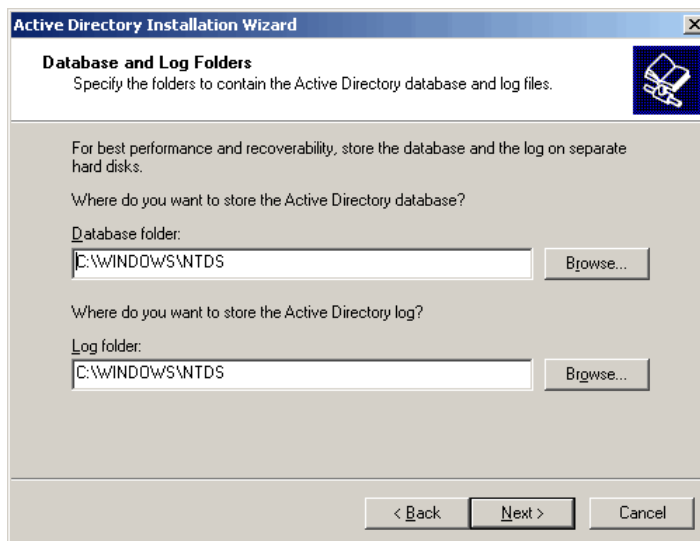 Active Directory Installation Wizard
Database and Log Folders
Specify the folders to contain the Active Directory database and log files.
For best performance and recoverability, store the database and the log on separate
hard disks.
Where do you want to store the Active Directory database?
Database folder:
C:\WINDOWS\NTDS
Browse...
Where do you want to store the Active Directory log?
Log folder:
C:\WINDOWS\NTDS
Browse...
< Back Next > Cancel